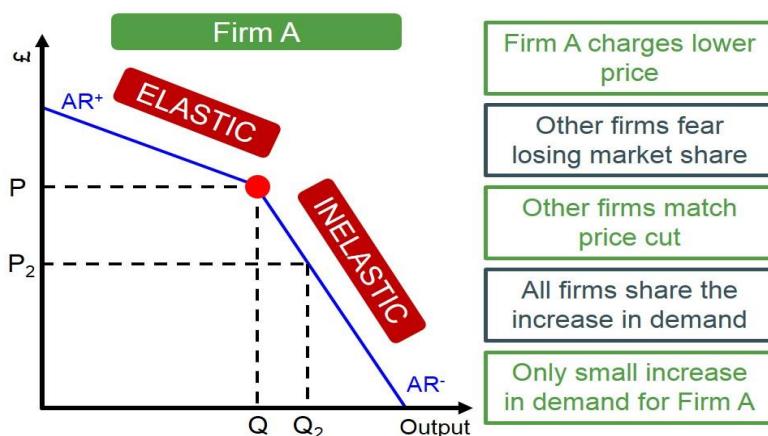 Firm A
£
AR⁺
ELASTIC
P
INELASTIC
P₂
AR⁻
Q
Q₂
Output
Firm A charges lower
price
Other firms fear
losing market share
Other firms match
price cut
All firms share the
increase in demand
Only small increase
in demand for Firm A